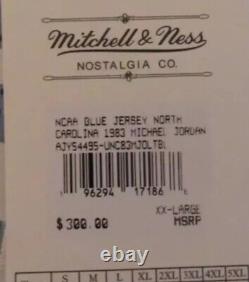 Mitchell & Ness
NOSTALGIA CO.
NCAA BLUE JERSEY NORTH
CAROLINA 1983 MICHAEL JORDAN
AJY54495-UNC83MJOLTBL
1 96294 17186
XX-LARGE
$300.00 MSRP
S M L XL 2XL 3XL 4XL 5XL